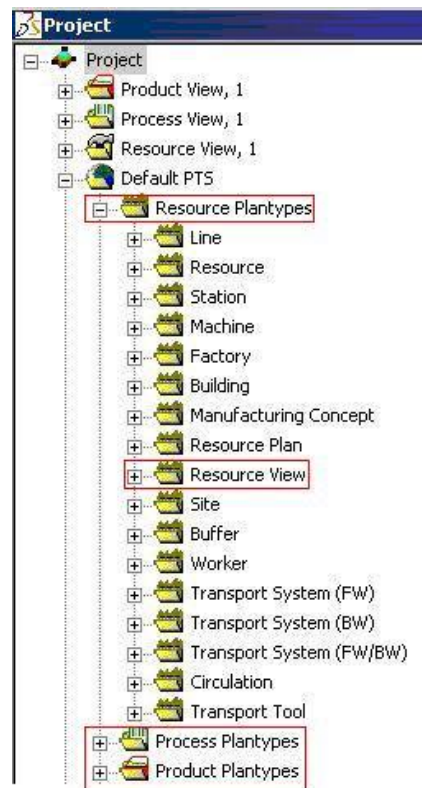 Project
Project
Product View, 1
Process View, 1
Resource View, 1
Default PTS
Resource Plantypes
Line
Resource
Station
Machine
Factory
Building
Manufacturing Concept
Resource Plan
Resource View
Site
Buffer
Worker
Transport System (FW)
Transport System (BW)
Transport System (FW/BW)
Circulation
Transport Tool
Process Plantypes
Product Plantypes